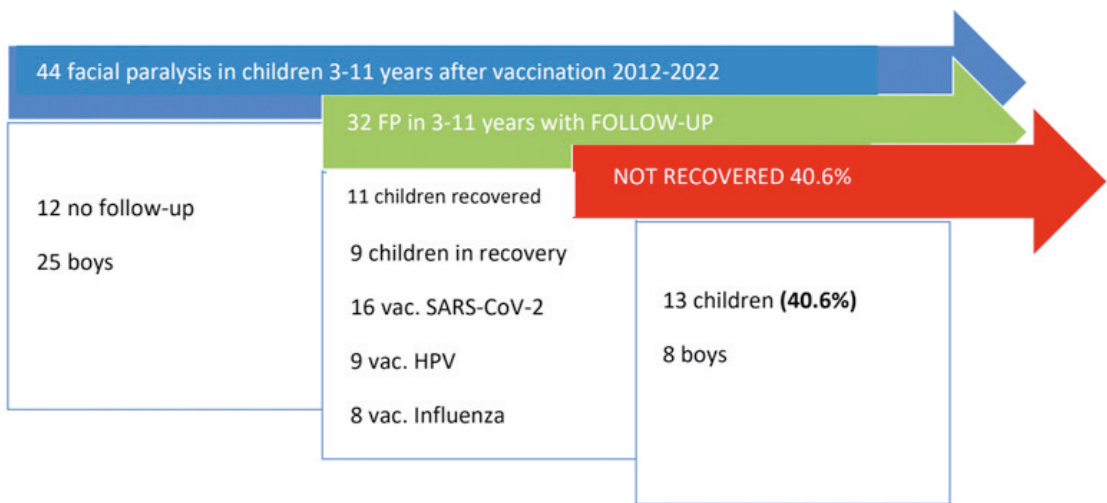 44 facial paralysis in children 3-11 years after vaccination 2012-2022
32 FP in 3-11 years with FOLLOW-UP
NOT RECOVERED 40.6%
12 no follow-up
25 boys
11 children recovered
9 children in recovery
16 vac. SARS-CoV-2
9 vac. HPV
8 vac. Influenza
13 children (40.6%)
8 boys